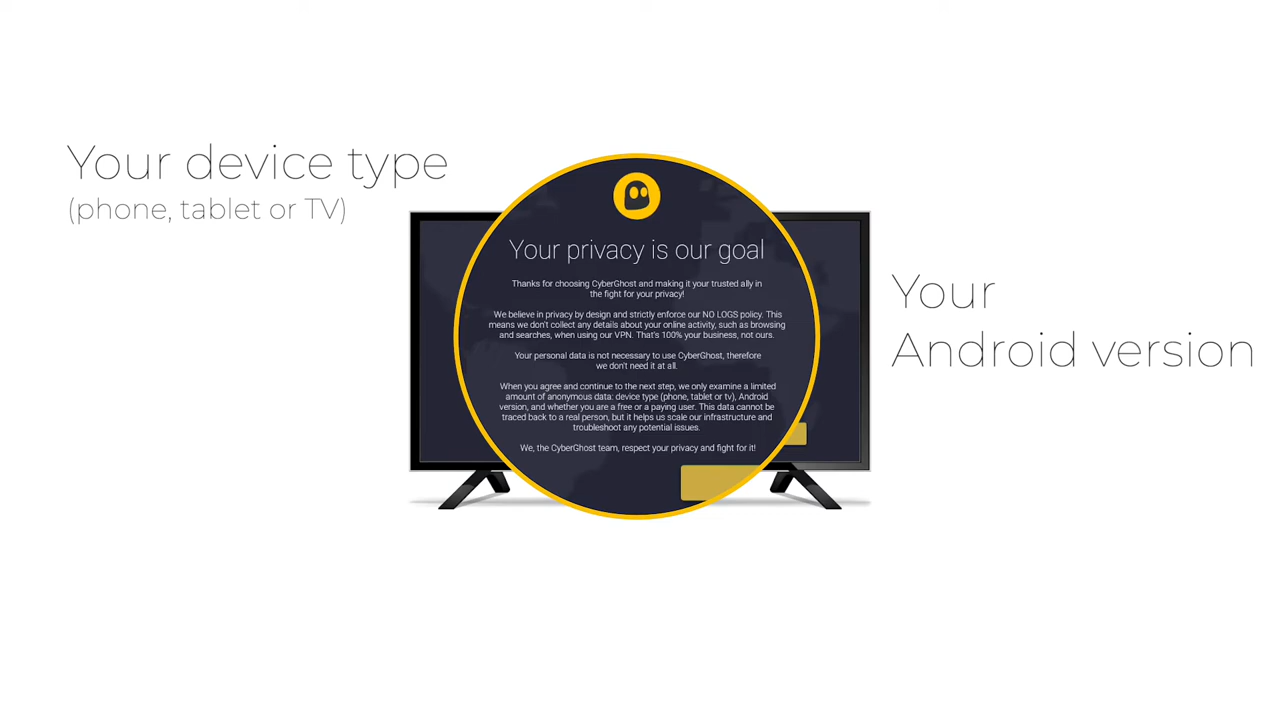 Your device type
(phone, tablet or TV)
Your privacy is our goal
Thanks for choosing CyberGhost and making it your trusted ally in
the fight for your privacy!
We believe in privacy by design and strictly enforce our NO LOGS policy. This
means we don't collect any details about your online activity, such as browsing
and searches, when using our VPN. That's 100% your business, not ours.
Your personal data is not necessary to use CyberGhost, therefore
we don't need it at all.
When you agree and continue to the next step, we only examine a limited
amount of anonymous data: device type (phone, tablet or tv), Android
version, and whether you are a free or a paying user. This data cannot be
traced back to a real person, but it helps us scale our infrastructure and
troubleshoot any potential issues.
We, the CyberGhost team, respect your privacy and fight for it!
Your
Android version